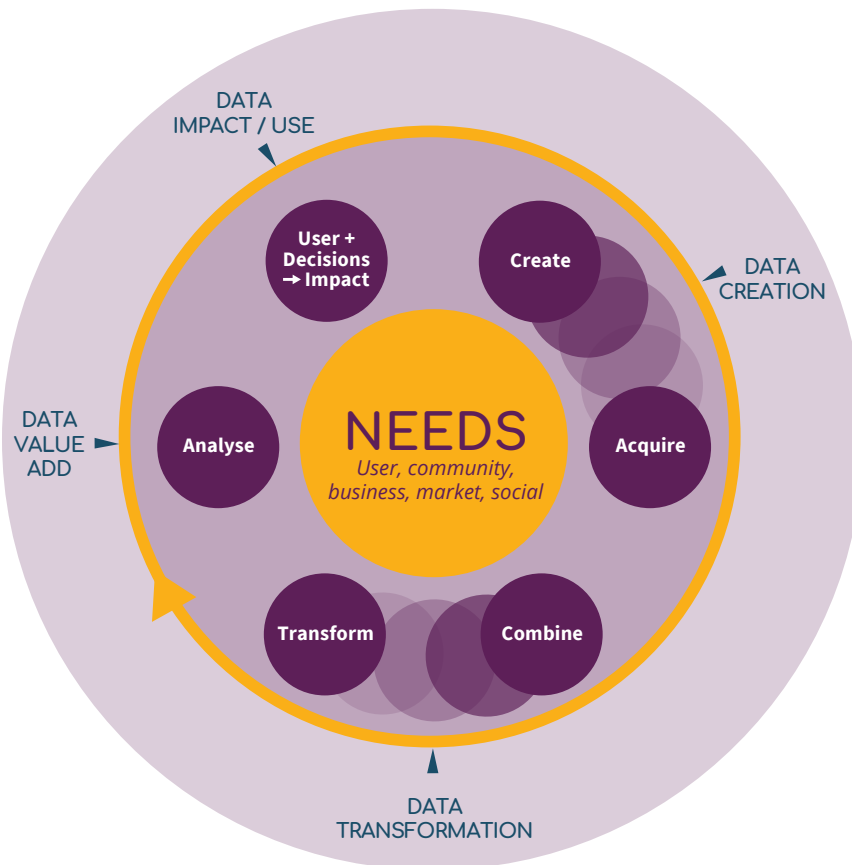 DATA
IMPACT / USE
User +
Decisions
→ Impact
Create
DATA
CREATION
DATA
VALUE
ADD
Analyse
NEEDS
User, community,
business, market, social
Acquire
Transform
Combine
DATA
TRANSFORMATION